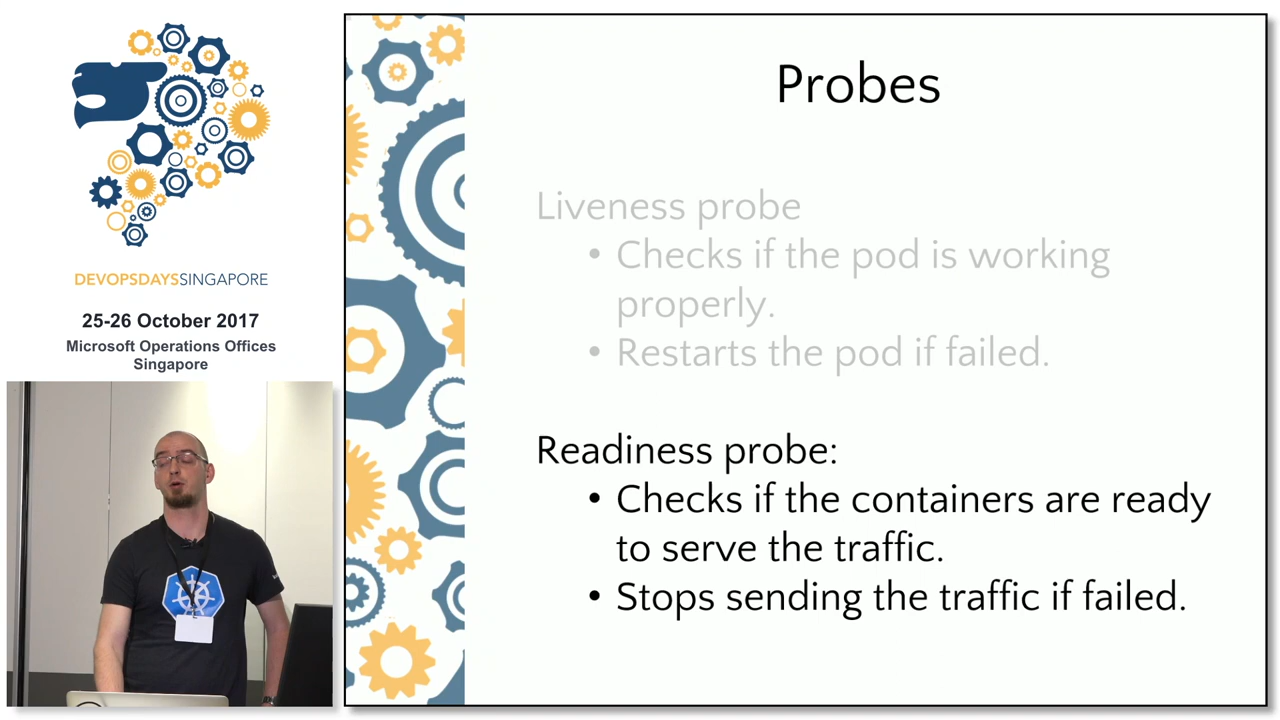 DEVOPSDAYSSINGAPORE
25-26 October 2017
Microsoft Operations Offices
Singapore
Probes
Liveness probe
• Checks if the pod is working
properly.
• Restarts the pod if failed.
Readiness probe:
• Checks if the containers are ready
to serve the traffic.
• Stops sending the traffic if failed.